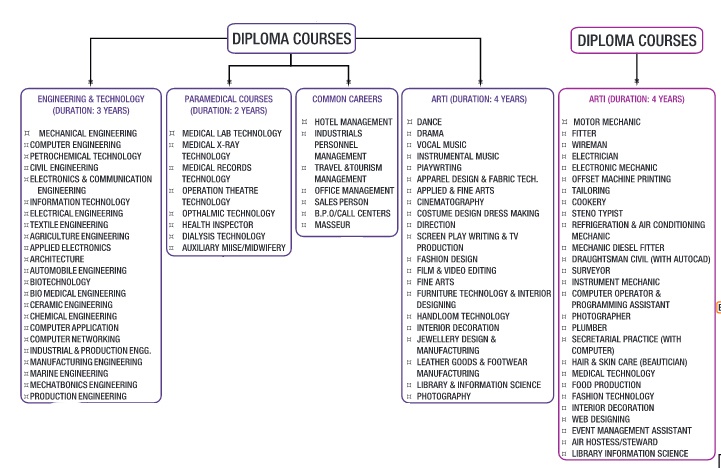 DIPLOMA COURSES
ENGINEERING & TECHNOLOGY
(DURATION: 3 YEARS)
MECHANICAL ENGINEERING
COMPUTER ENGINEERING
PETROCHEMICAL TECHNOLOGY
CIVIL ENGINEERING
ELECTRONICS & COMMUNICATION
ENGINEERING
INFORMATION TECHNOLOGY
ELECTRICAL ENGINEERING
TEXTILE ENGINEERING
AGRICULTURE ENGINEERING
APPLIED ELECTRONICS
ARCHITECTURE
AUTOMOBILE ENGINEERING
BIOTECHNOLOGY
BIO MEDICAL ENGINEERING
CERAMIC ENGINEERING
CHEMICAL ENGINEERING
COMPUTER APPLICATION
COMPUTER NETWORKING
INDUSTRIAL & PRODUCTION ENGG.
MANUFACTURING ENGINEERING
MARINE ENGINEERING
MECHATBONICS ENGINEERING
PRODUCTION ENGINEERING
PARAMEDICAL COURSES
(DURATION: 2 YEARS)
MEDICAL LAB TECHNOLOGY
MEDICAL X-RAY
TECHNOLOGY
MEDICAL RECORDS
TECHNOLOGY
OPERATION THEATRE
TECHNOLOGY
OPTHALMIC TECHNOLOGY
HEALTH INSPECTOR
DIALYSIS TECHNOLOGY
AUXILIARY MIISE/MIDWIFERY
COMMON CAREERS
HOTEL MANAGEMENT
INDUSTRIALS
PERSONNEL
MANAGEMENT
TRAVEL &TOURISM
MANAGEMENT
OFFICE MANAGEMENT
SALES PERSON
B.P.O/CALL CENTERS
MASSEUR
ARTI (DURATION: 4 YEARS)
DANCE
DRAMA
VOCAL MUSIC
INSTRUMENTAL MUSIC
PIAYWRTING
APPAREL DESIGN & FABRIC TECH.
APPLIED & FINE ARTS
CINEMATOGRAPHY
COSTUME DESIGN DRESS MAKING
DIRECTION
SCREEN PLAY WRITING & TV
PRODUCTION
FASHION DESIGN
FILM & VIDEO EDITING
FINE ARTS
FURNITURE TECHNOLOGY & INTERIOR
DESIGNING
HANDLOOM TECHNOLOGY
INTERIOR DECORATION
JEWELLERY DESIGN &
MANUFACTURING
LEATHER GOODS & FOOTWEAR
MANUFACTURING
LIBRARY & INFORMATION SCIENCE
PHOTOGRAPHY
DIPLOMA COURSES
ARTI (DURATION: 4 YEARS)
MOTOR MECHANIC
FITTER
WIREMAN
ELECTRICIAN
ELECTRONIC MECHANIC
OFFSET MACHINE PRINTING
TAILORING
COOKERY
STENO TYPIST
REFRIGERATION & AIR CONDITIONING
MECHANIC
MECHANIC DIESEL FITTER
DRAUGHTSMAN CIVIL (WITH AUTOCAD)
SURVEYOR
INSTRUMENT MECHANIC
COMPUTER OPERATOR &
PROGRAMMING ASSISTANT
PHOTOGRAPHER
PLUMBER
SECRETARIAL PRACTICE (WITH
COMPUTER)
HAIR & SKIN CARE (BEAUTICIAN)
MEDICAL TECHNOLOGY
FOOD PRODUCTION
FASHION TECHNOLOGY
INTERIOR DECORATION
WEB DESIGNING
EVENT MANAGEMENT ASSISTANT
AIR HOSTESS/STEWARD
LIBRARY INFORMATION SCIENCE